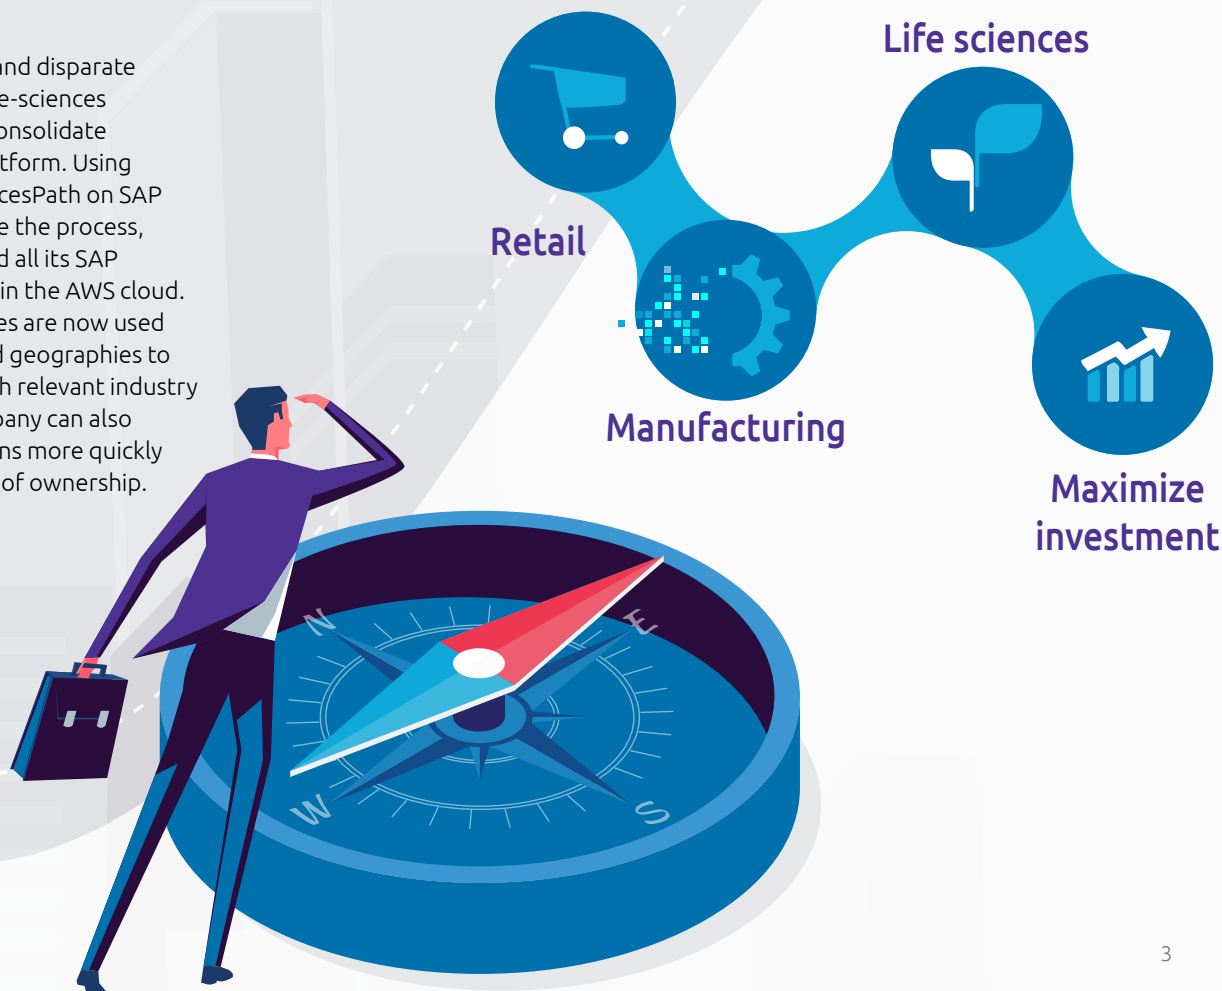 and disparate
e-sciences
onsolidate
tform. Using
cesPath on SAP
e the process,
d all its SAP
in the AWS cloud.
es are now used
d geographies to
h relevant industry
pany can also
ns more quickly
of ownership.
Life sciences
Retail
Manufacturing
Maximize
investment
N
E
W
S
3